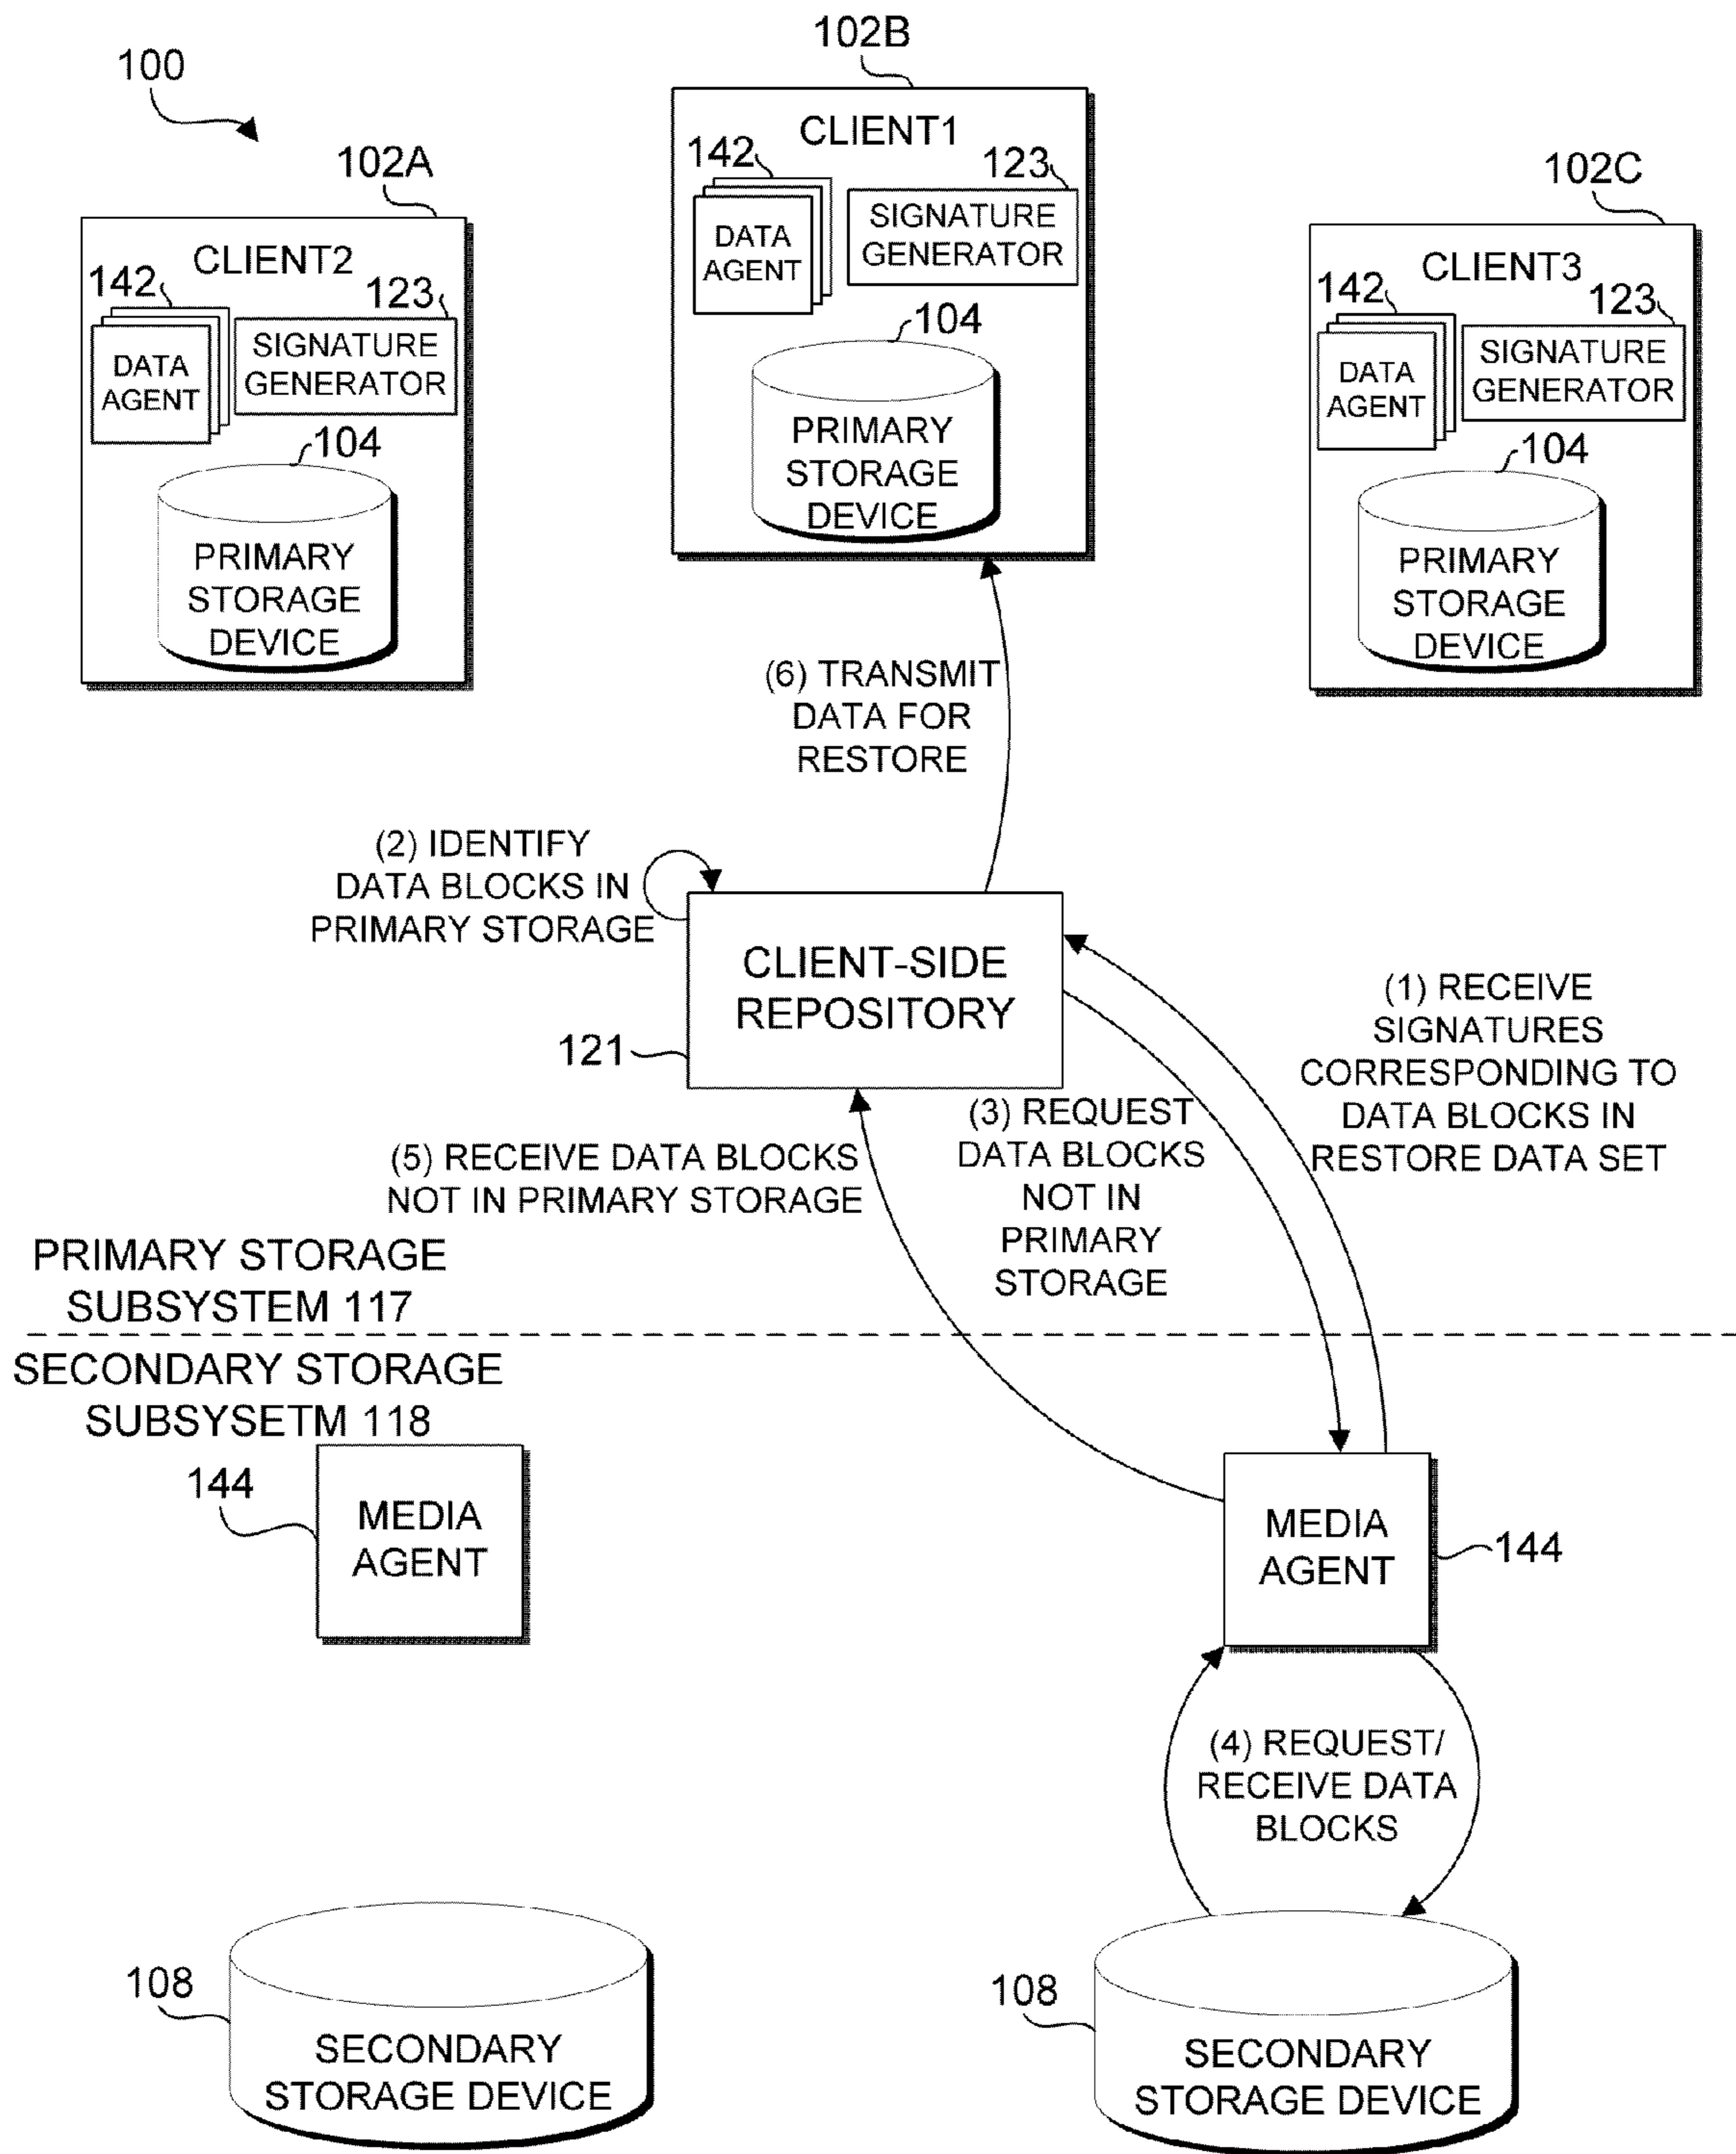 100
102B
CLIENT1
142
123
DATA
AGENT
SIGNATURE
GENERATOR
104
PRIMARY
STORAGE
DEVICE
102A
CLIENT2
142
123
DATA
AGENT
SIGNATURE
GENERATOR
104
PRIMARY
STORAGE
DEVICE
102C
CLIENT3
142
123
DATA
AGENT
SIGNATURE
GENERATOR
104
PRIMARY
STORAGE
DEVICE
(6) TRANSMIT
DATA FOR
RESTORE
(2) IDENTIFY
DATA BLOCKS IN
PRIMARY STORAGE
CLIENT-SIDE
REPOSITORY
121
(1) RECEIVE
SIGNATURES
CORRESPONDING TO
DATA BLOCKS IN
RESTORE DATA SET
(3) REQUEST
DATA BLOCKS
NOT IN
PRIMARY
STORAGE
(5) RECEIVE DATA BLOCKS
NOT IN PRIMARY STORAGE
PRIMARY STORAGE
SUBSYSTEM 117
SECONDARY STORAGE
SUBSYSETM 118
144
MEDIA
AGENT
MEDIA
AGENT
144
(4) REQUEST/
RECEIVE DATA
BLOCKS
108
SECONDARY
STORAGE DEVICE
108
SECONDARY
STORAGE DEVICE